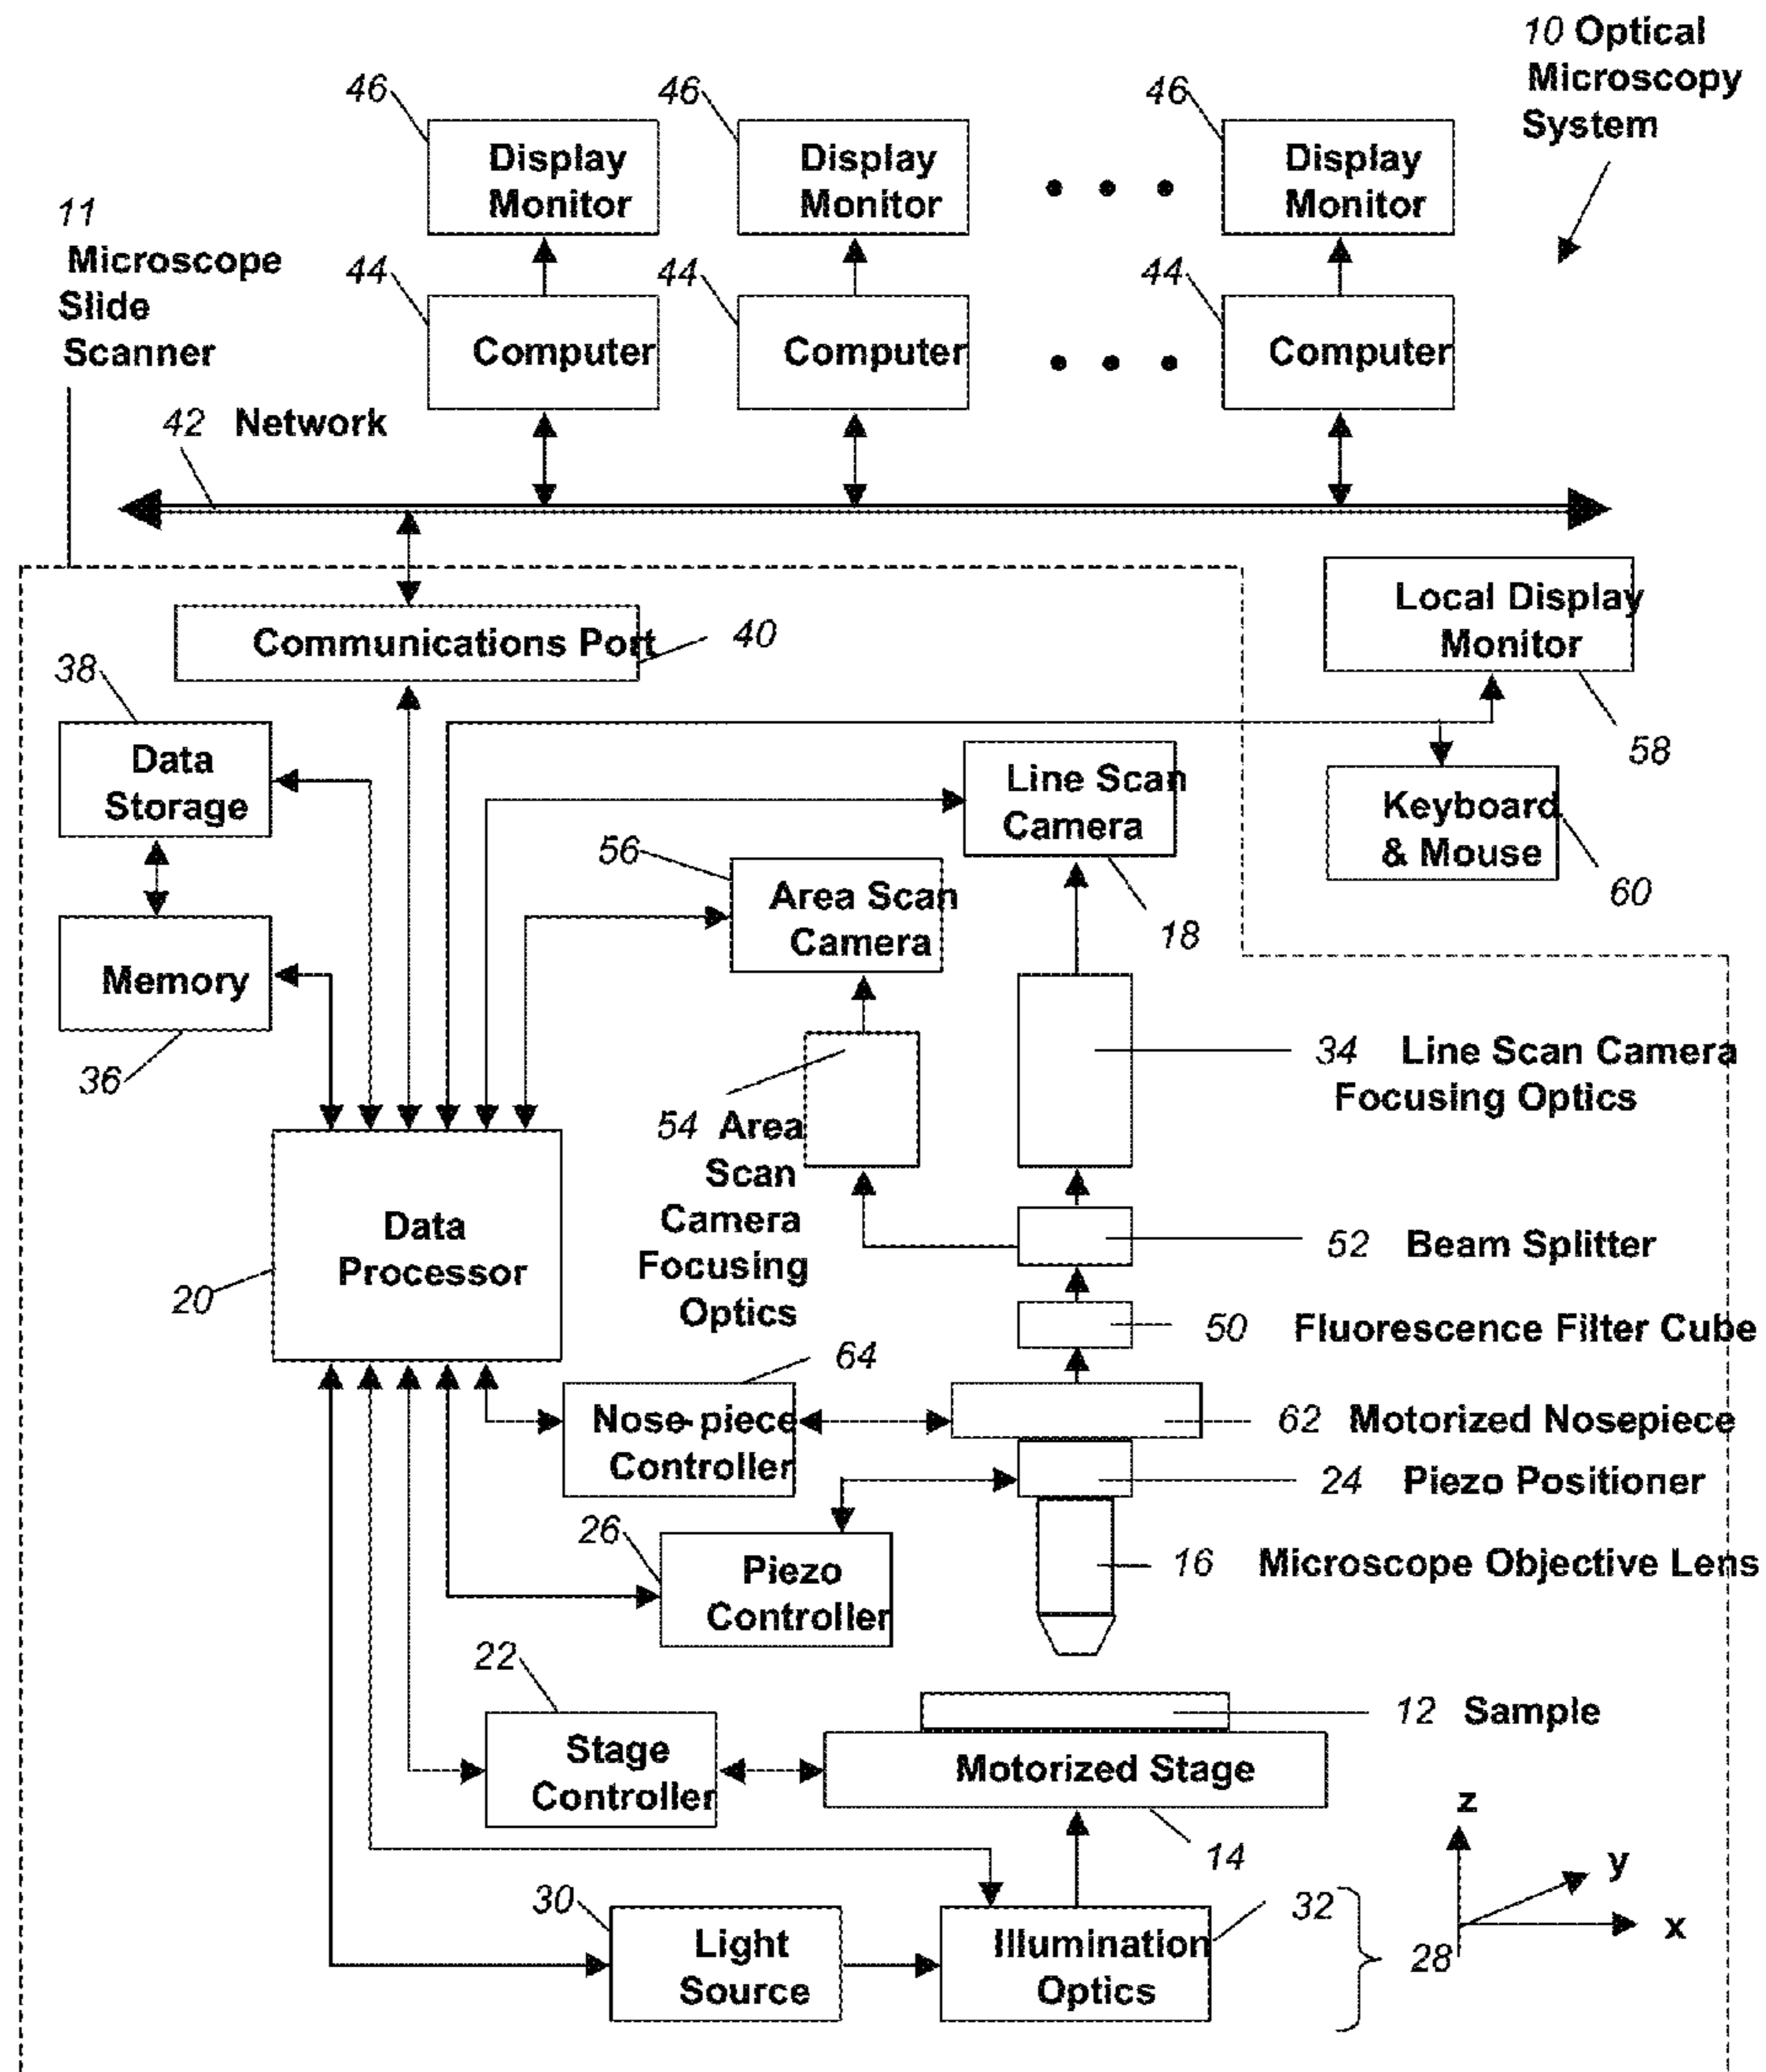 10 Optical
Microscopy
System
46
46
46
Display
Monitor
Display
Monitor
Display
Monitor
11
Microscope
Slide
Scanner
44
44
44
Computer
Computer
Computer
42 Network
Communications Port
40
Local Display
Monitor
58
38
Data
Storage
Line Scan
Camera
18
Keyboard
& Mouse
60
56
Area Scan
Camera
Memory
36
34 Line Scan Camera
Focusing Optics
54 Area
Scan
Camera
Focusing
Optics
Data
Processor
20
52 Beam Splitter
50 Fluorescence Filter Cube
64
Nose-piece
Controller
62 Motorized Nosepiece
24 Piezo Positioner
26
Piezo
Controller
16 Microscope Objective Lens
22
Stage
Controller
12 Sample
Motorized Stage
14
z
y
x
30
Light
Source
Illumination
Optics
32
28